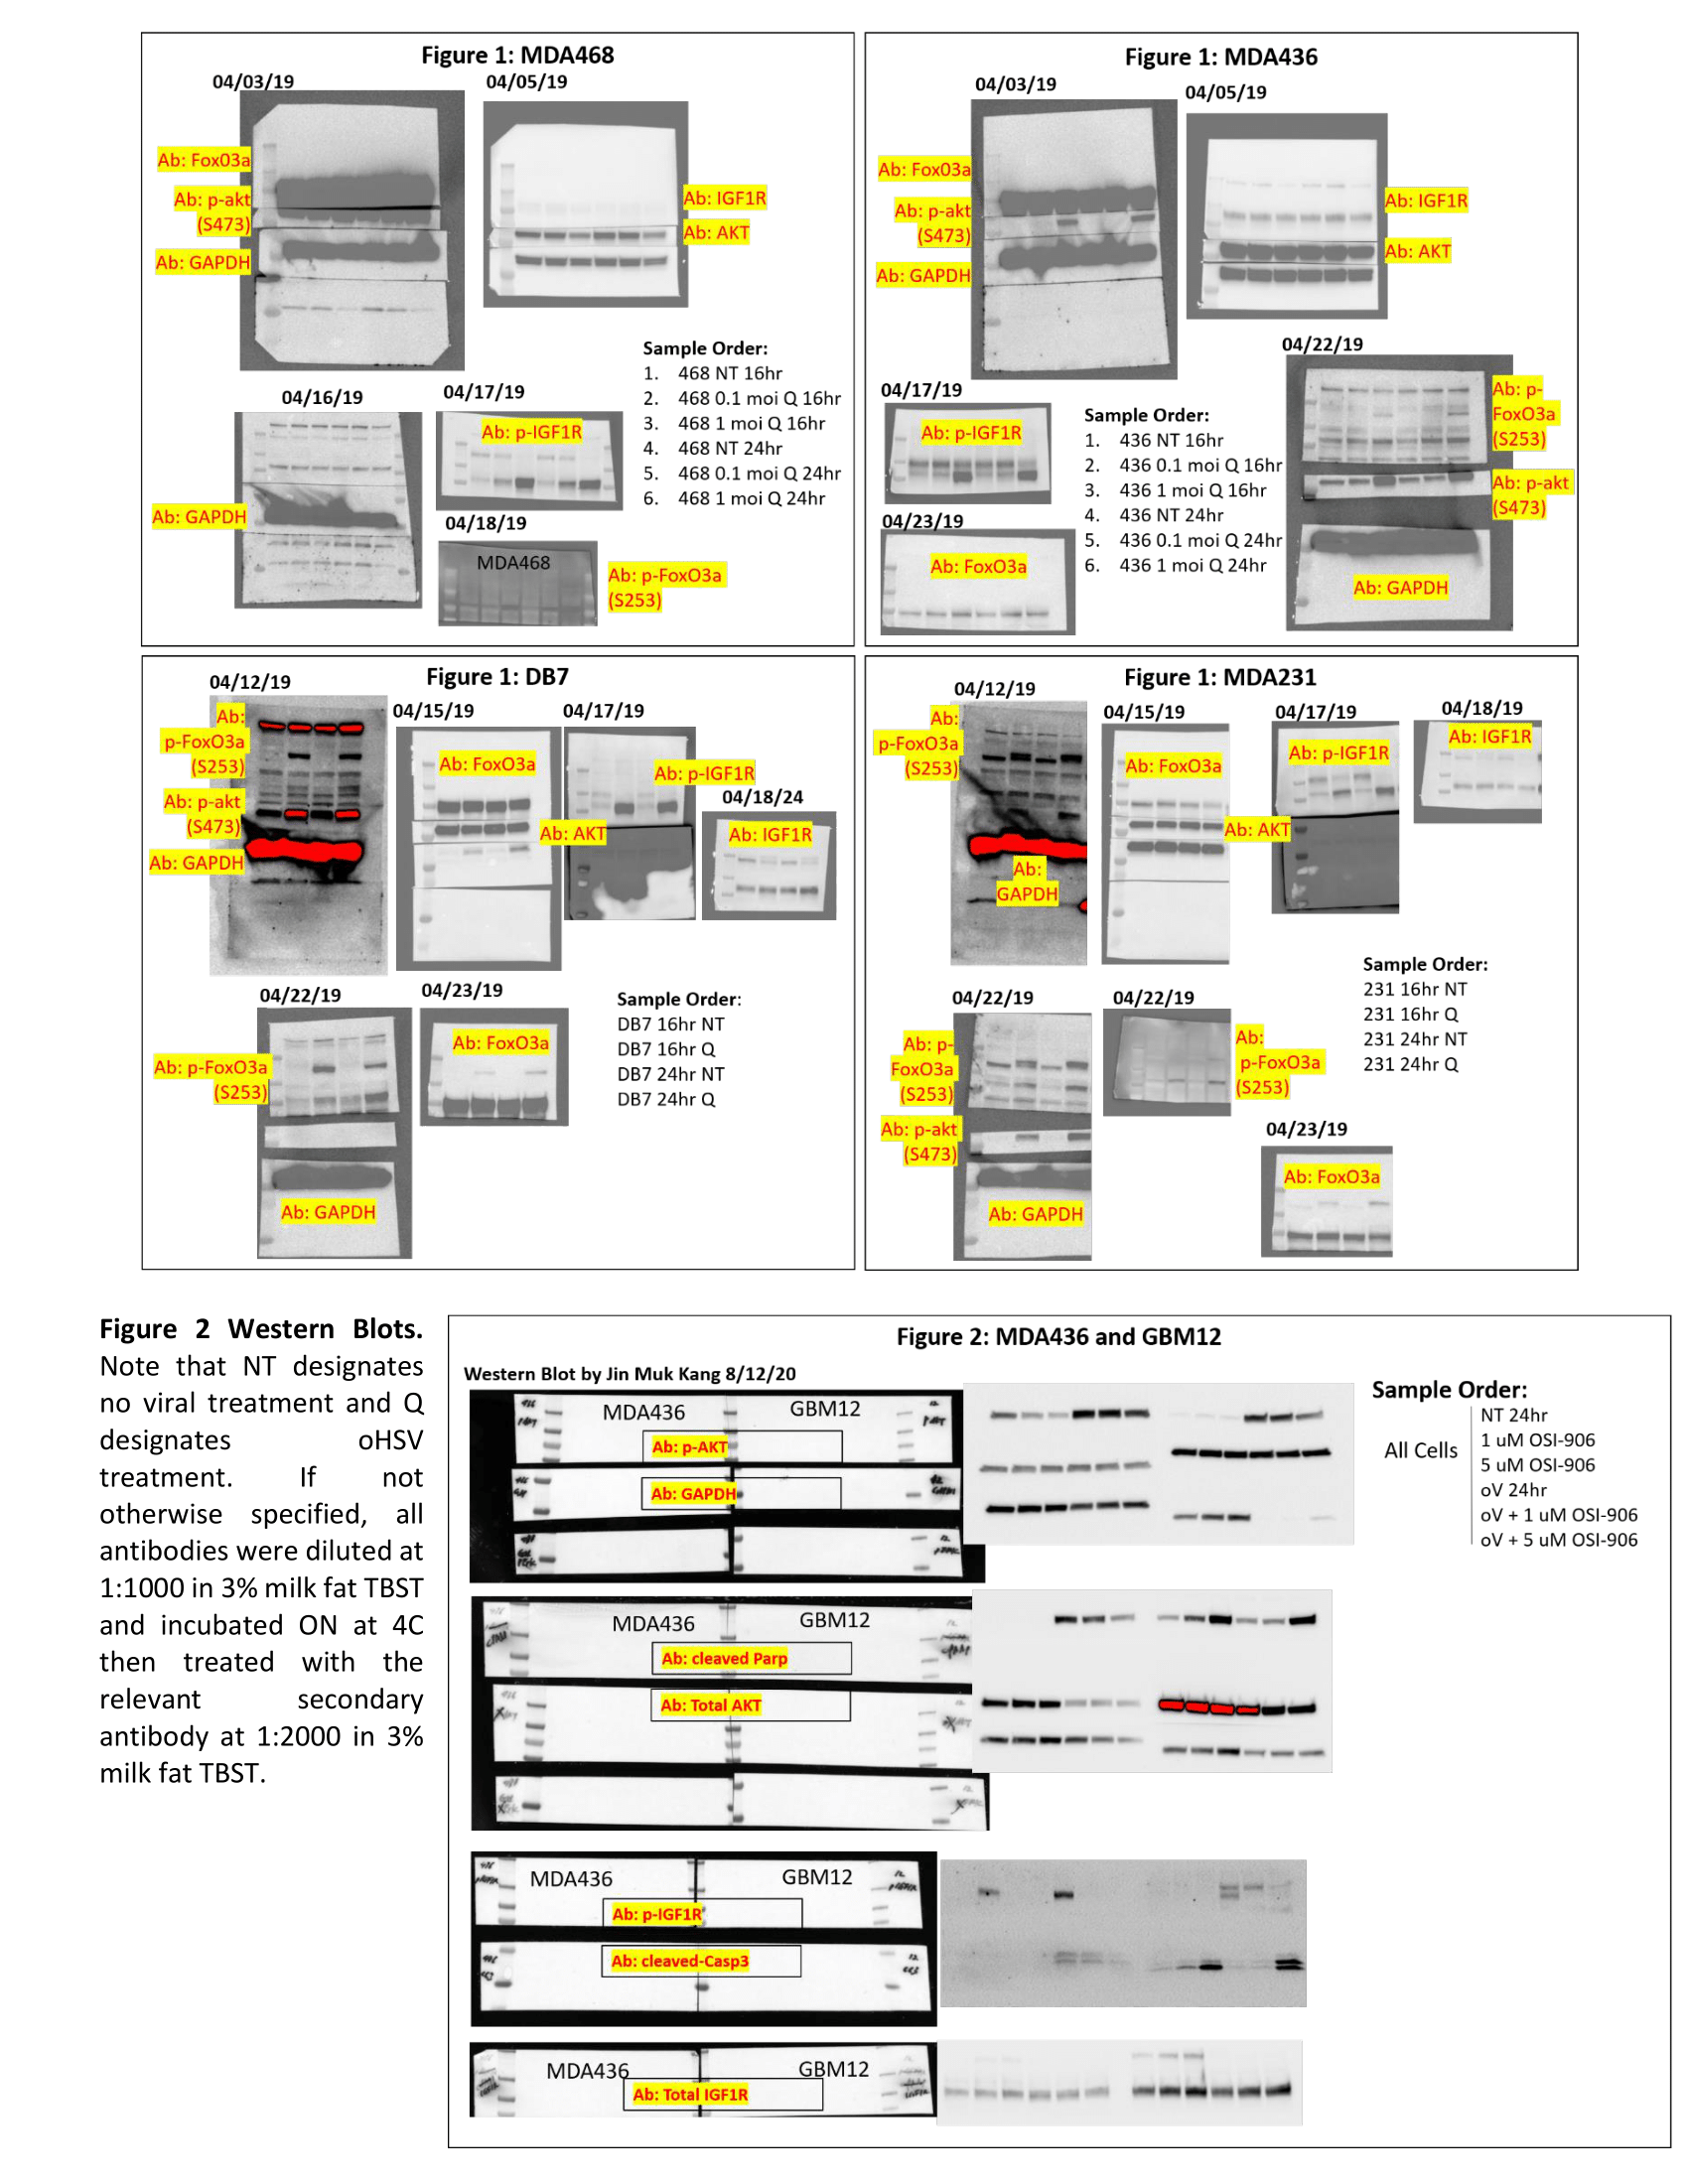 Figure 1: MDA468
04/03/19
04/05/19
Ab: Fox03a
Ab: p-akt
(S473)
Ab: GAPDH
Ab: IGF1R
Ab: AKT
04/16/19
04/17/19
Ab: p-IGF1R
Ab: GAPDH
04/18/19
MDA468
Ab: p-FoxO3a
(S253)
Sample Order:
1. 468 NT 16hr
2. 468 0.1 moi Q 16hr
3. 468 1 moi Q 16hr
4. 468 NT 24hr
5. 468 0.1 moi Q 24hr
6. 468 1 moi Q 24hr
Figure 1: MDA436
04/03/19
04/05/19
Ab: Fox03a
Ab: p-akt
(S473)
Ab: GAPDH
Ab: IGF1R
Ab: AKT
04/17/19
Ab: p-IGF1R
04/23/19
Ab: FoxO3a
Sample Order:
1. 436 NT 16hr
2. 436 0.1 moi Q 16hr
3. 436 1 moi Q 16hr
4. 436 NT 24hr
5. 436 0.1 moi Q 24hr
6. 436 1 moi Q 24hr
04/22/19
Ab: p-
FoxO3a
(S253)
Ab: p-akt
(S473)
Ab: GAPDH
Figure 1: DB7
04/12/19
Ab:
p-FoxO3a
(S253)
Ab: p-akt
(S473)
Ab: GAPDH
04/15/19
Ab: FoxO3a
Ab: AKT
04/17/19
Ab: p-IGF1R
04/18/24
Ab: IGF1R
04/22/19
Ab: p-FoxO3a
(S253)
Ab: GAPDH
04/23/19
Ab: FoxO3a
Sample Order:
DB7 16hr NT
DB7 16hr Q
DB7 24hr NT
DB7 24hr Q
Figure 1: MDA231
04/12/19
Ab:
p-FoxO3a
(S253)
Ab:
GAPDH
04/15/19
Ab: FoxO3a
Ab: AKT
04/17/19
Ab: p-IGF1R
04/18/19
Ab: IGF1R
Sample Order:
231 16hr NT
231 16hr Q
231 24hr NT
231 24hr Q
04/22/19
Ab: p-
FoxO3a
(S253)
Ab: p-akt
(S473)
Ab: GAPDH
04/22/19
Ab:
p-FoxO3a
(S253)
04/23/19
Ab: FoxO3a
Figure 2 Western Blots.
Note that NT designates
no viral treatment and Q
designates oHSV
treatment. If not
otherwise specified, all
antibodies were diluted at
1:1000 in 3% milk fat TBST
and incubated ON at 4C
then treated with the
relevant secondary
antibody at 1:2000 in 3%
milk fat TBST.
Figure 2: MDA436 and GBM12
Western Blot by Jin Muk Kang 8/12/20
MDA436 GBM12
Ab: p-AKT
Ab: GAPDH
Sample Order:
All Cells
NT 24hr
1 uM OSI-906
5 uM OSI-906
oV 24hr
oV + 1 uM OSI-906
oV + 5 uM OSI-906
MDA436 GBM12
Ab: cleaved Parp
Ab: Total AKT
MDA436 GBM12
Ab: p-IGF1R
Ab: cleaved-Casp3
MDA436 GBM12
Ab: Total IGF1R